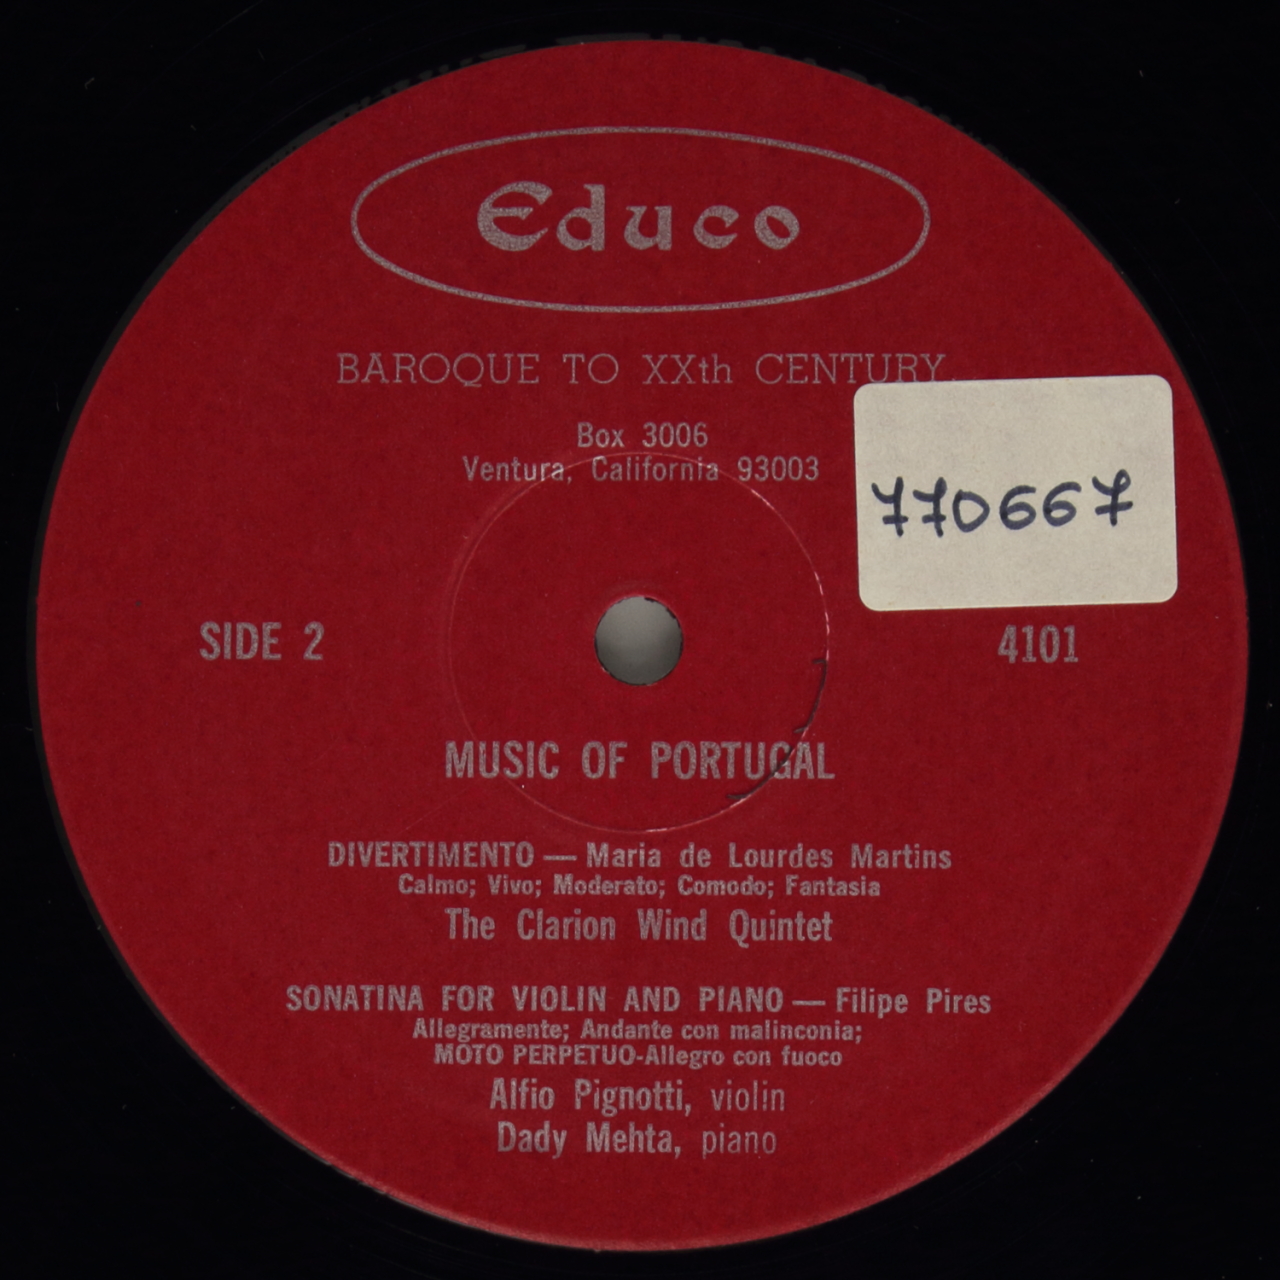 Educo
BAROQUE TO XXth CENTURY
Box 3006
Ventura, California 93003
770667
SIDE 2
4101
MUSIC OF PORTUGAL
DIVERTIMENTO — Maria de Lourdes Martins
Calmo; Vivo; Moderato; Comodo; Fantasia
The Clarion Wind Quintet
SONATINA FOR VIOLIN AND PIANO — Filipe Pires
Allegramente; Andante con malinconia;
MOTO PERPETUO-Allegro con fuoco
Alfio Pignotti, violin
Dady Mehta, piano